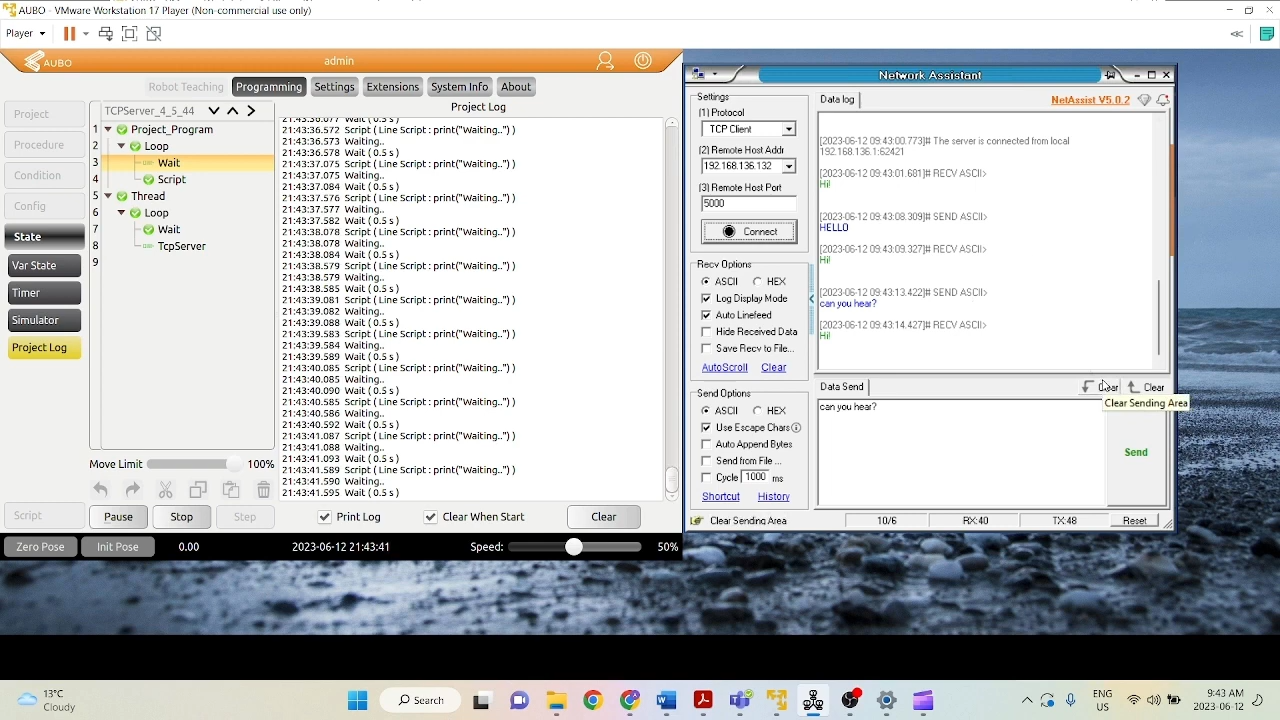 AUBO - VMware Workstation 17 Player (Non-commercial use only)
Player
AUBO
admin
Robot Teaching Programming Settings Extensions System Info About
Project
Procedure
Condition
Config
State
Var State
Timer
Simulator
Project Log
TCPServer_4_5_44
1 Project_Program
2 Loop
3 Wait
4 Script
5 Thread
6 Loop
7 Wait
8 TcpServer
9
Move Limit 100%
Project Log
21:43:36.077 Wait ( 0.5 s )
21:43:36.572 Script ( Line Script : print("Waiting..") )
21:43:36.573 Waiting..
21:43:36.578 Wait ( 0.5 s )
21:43:37.075 Script ( Line Script : print("Waiting..") )
21:43:37.075 Waiting..
21:43:37.084 Wait ( 0.5 s )
21:43:37.576 Script ( Line Script : print("Waiting..") )
21:43:37.577 Waiting..
21:43:37.582 Wait ( 0.5 s )
21:43:38.078 Script ( Line Script : print("Waiting..") )
21:43:38.078 Waiting..
21:43:38.084 Wait ( 0.5 s )
21:43:38.579 Script ( Line Script : print("Waiting..") )
21:43:38.579 Waiting..
21:43:38.585 Wait ( 0.5 s )
21:43:39.081 Script ( Line Script : print("Waiting..") )
21:43:39.082 Waiting..
21:43:39.088 Wait ( 0.5 s )
21:43:39.583 Script ( Line Script : print("Waiting..") )
21:43:39.584 Waiting..
21:43:39.589 Wait ( 0.5 s )
21:43:40.085 Script ( Line Script : print("Waiting..") )
21:43:40.085 Waiting..
21:43:40.090 Wait ( 0.5 s )
21:43:40.585 Script ( Line Script : print("Waiting..") )
21:43:40.586 Waiting..
21:43:40.592 Wait ( 0.5 s )
21:43:41.087 Script ( Line Script : print("Waiting..") )
21:43:41.088 Waiting..
21:43:41.093 Wait ( 0.5 s )
21:43:41.589 Script ( Line Script : print("Waiting..") )
21:43:41.590 Waiting..
21:43:41.595 Wait ( 0.5 s )
Script Pause Stop Step Print Log Clear When Start Clear
Zero Pose Init Pose 0.00 2023-06-12 21:43:41 Speed: 50%
Network Assistant
Settings
(1) Protocol
TCP Client
(2) Remote Host Addr
192.168.136.132
(3) Remote Host Port
5000
Connect
Recv Options
ASCII HEX
Log Display Mode
Auto Linefeed
Hide Received Data
Save Recv to File...
AutoScroll Clear
Send Options
ASCII HEX
Use Escape Chars
Auto Append Bytes
Send from File ...
Cycle 1000 ms
Shortcut History
Data log NetAssist V5.0.2
[2023-06-12 09:43:00.773]# The server is connected from local
192.168.136.1:62421
[2023-06-12 09:43:01.681]# RECV ASCII>
Hi!
[2023-06-12 09:43:08.309]# SEND ASCII>
HELLO
[2023-06-12 09:43:09.327]# RECV ASCII>
Hi!
[2023-06-12 09:43:13.422]# SEND ASCII>
can you hear?
[2023-06-12 09:43:14.427]# RECV ASCII>
Hi!
Data Send Clear Clear
Clear Sending Area
can you hear?
Send
Clear Sending Area 10/6 RX:40 TX:48 Reset
13°C
Cloudy
Search
ENG
US
9:43 AM
2023-06-12